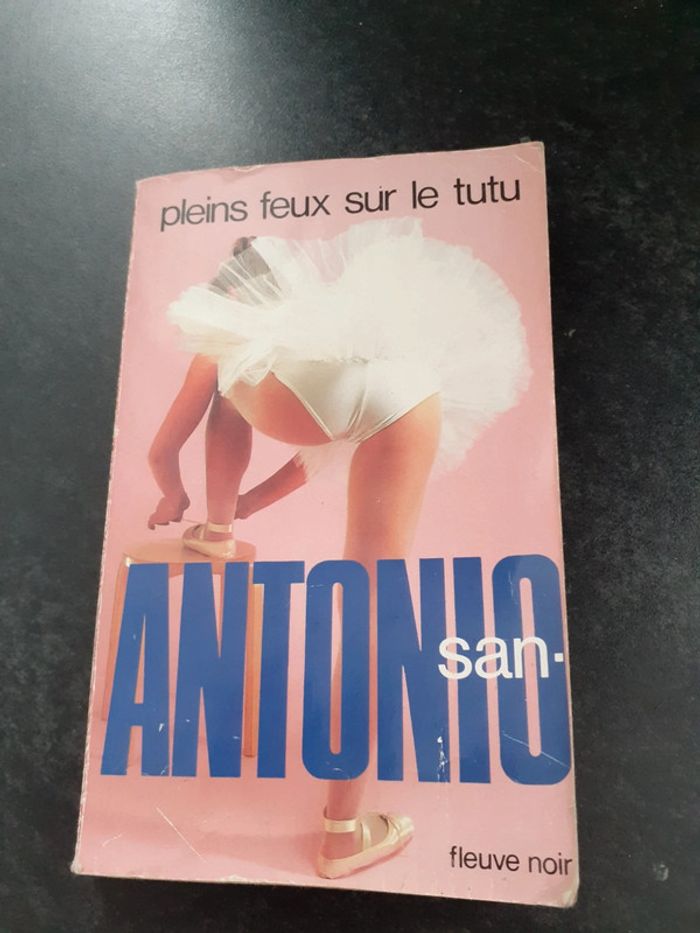 pleins feux sur le tutu
san-
ANTONIO
fleuve noir